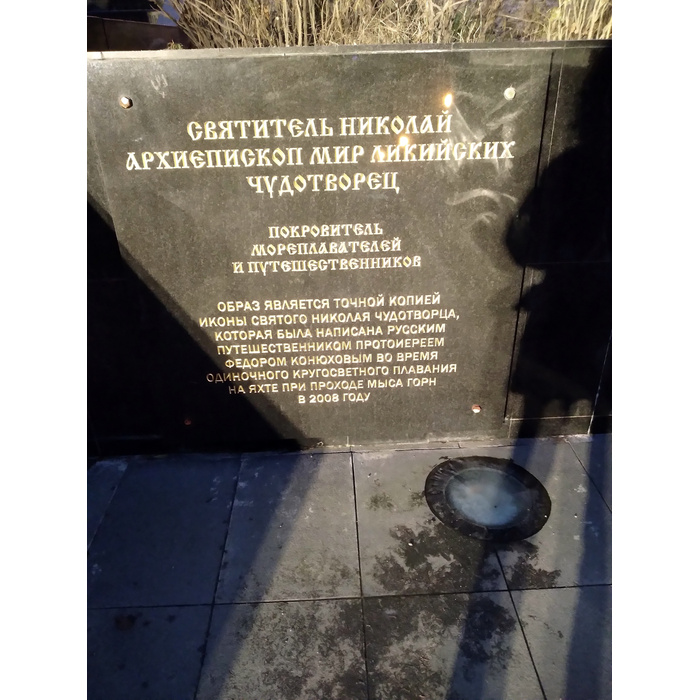 СВЯТИТЕЛЬ НИКОЛАЙ
АРХИЕПИСКОП МИР ЛИКИЙСКИХ
ЧУДОТВОРЕЦ
ПОКРОВИТЕЛЬ
МОРЕПЛАВАТЕЛЕЙ
И ПУТЕШЕСТВЕННИКОВ
ОБРАЗ ЯВЛЯЕТСЯ ТОЧНОЙ КОПИЕЙ
ИКОНЫ СВЯТОГО НИКОЛАЯ ЧУДОТВОРЦА,
КОТОРАЯ БЫЛА НАПИСАНА РУССКИМ
ПУТЕШЕСТВЕННИКОМ ПРОТОИЕРЕЕМ
ФЕДОРОМ КОНЮХОВЫМ ВО ВРЕМЯ
ОДИНОЧНОГО КРУГОСВЕТНОГО ПЛАВАНИЯ
НА ЯХТЕ ПРИ ПРОХОДЕ МЫСА ГОРН
В 2008 ГОДУ